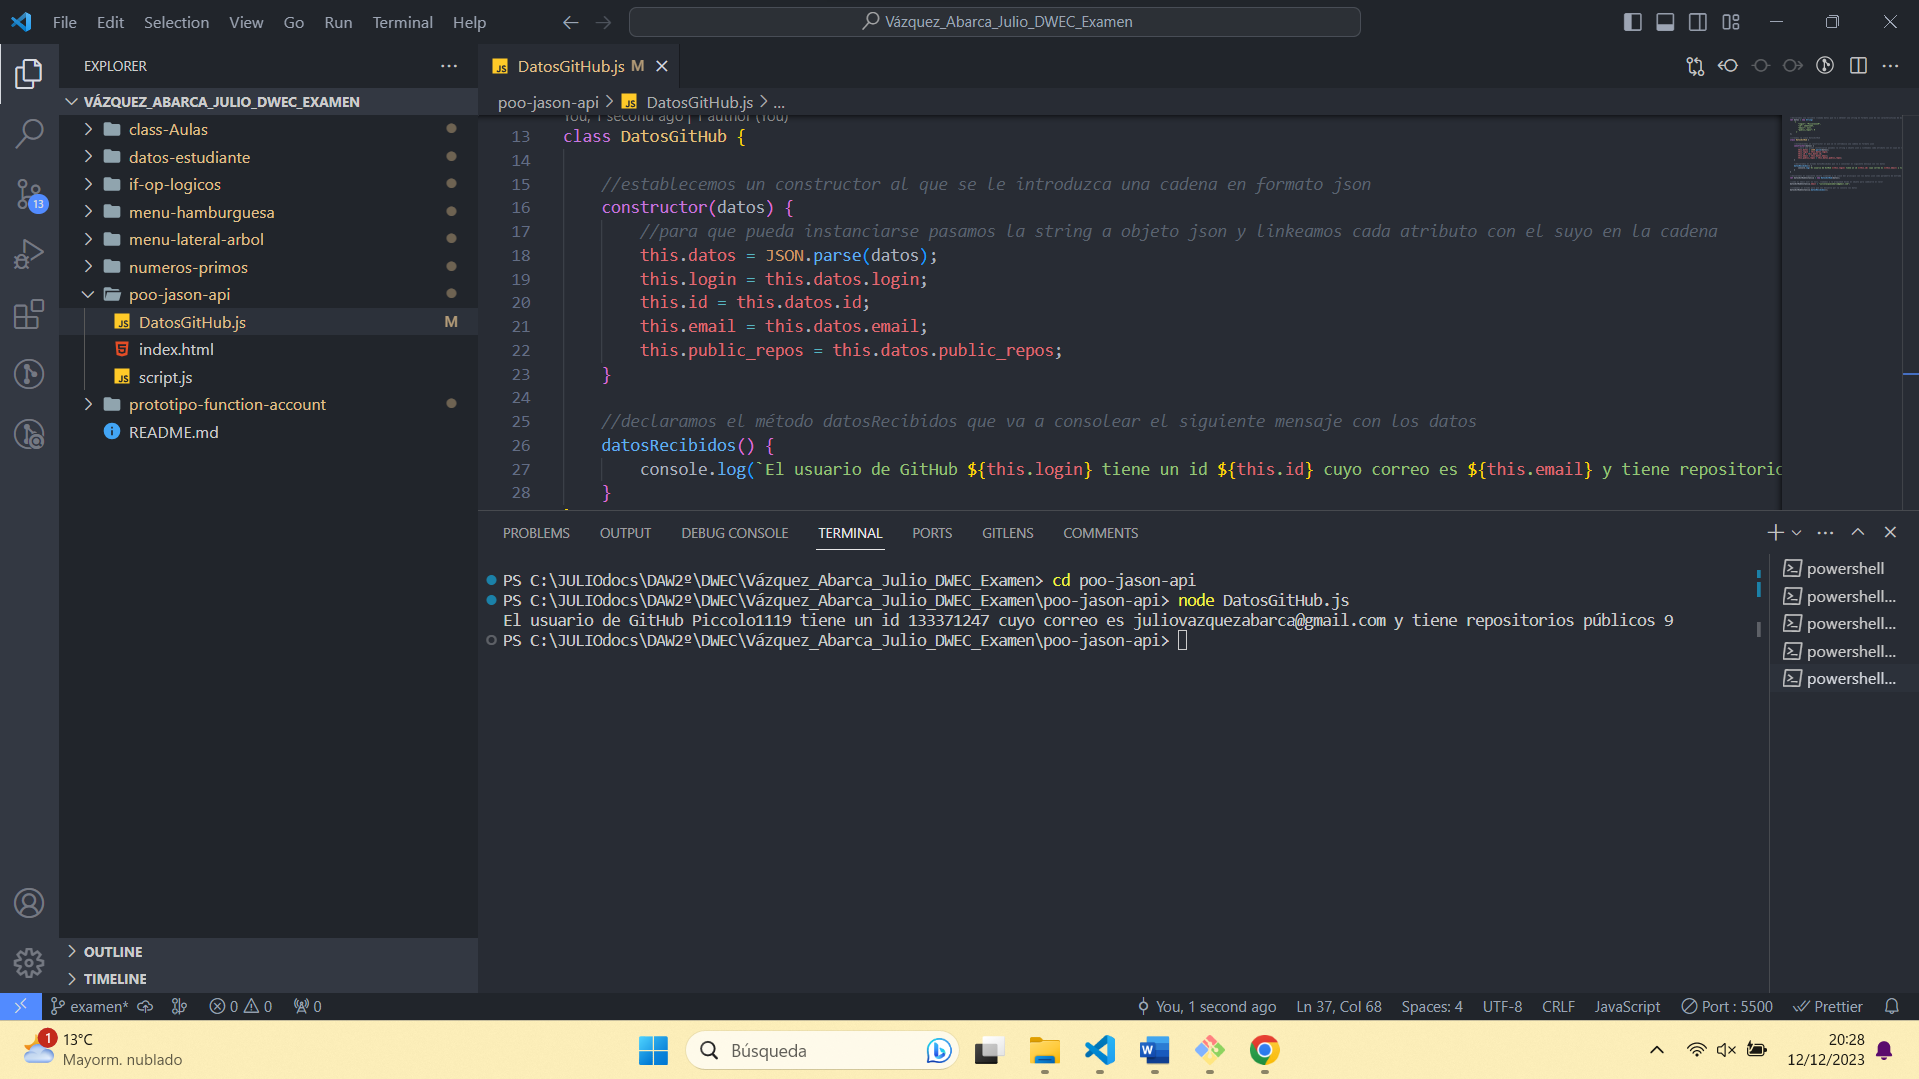 File Edit Selection View Go Run Terminal Help
Vázquez_Abarca_Julio_DWEC_Examen
EXPLORER
VÁZQUEZ_ABARCA_JULIO_DWEC_EXAMEN
class-Aulas
datos-estudiante
if-op-logicos
menu-hamburguesa
menu-lateral-arbol
numeros-primos
poo-jason-api
DatosGitHub.js M
index.html
script.js
prototipo-function-account
README.md
13
OUTLINE
TIMELINE
DatosGitHub.js M
poo-jason-api > DatosGitHub.js > ...
You, 1 second ago | 1 author (You)
13 class DatosGitHub {
14
15 //establecemos un constructor al que se le introduzca una cadena en formato json
16 constructor(datos) {
17 //para que pueda instanciarse pasamos la string a objeto json y linkeamos cada atributo con el suyo en la cadena
18 this.datos = JSON.parse(datos);
19 this.login = this.datos.login;
20 this.id = this.datos.id;
21 this.email = this.datos.email;
22 this.public_repos = this.datos.public_repos;
23 }
24
25 //declaramos el método datosRecibidos que va a consolear el siguiente mensaje con los datos
26 datosRecibidos() {
27 console.log(`El usuario de GitHub ${this.login} tiene un id ${this.id} cuyo correo es ${this.email} y tiene repositorio
28 }
PROBLEMS OUTPUT DEBUG CONSOLE TERMINAL PORTS GITLENS COMMENTS
PS C:\JULIOdocs\DAW2º\DWEC\Vázquez_Abarca_Julio_DWEC_Examen> cd poo-jason-api
PS C:\JULIOdocs\DAW2º\DWEC\Vázquez_Abarca_Julio_DWEC_Examen\poo-jason-api> node DatosGitHub.js
El usuario de GitHub Piccolo1119 tiene un id 133371247 cuyo correo es juliovazquezabarca@gmail.com y tiene repositorios públicos 9
PS C:\JULIOdocs\DAW2º\DWEC\Vázquez_Abarca_Julio_DWEC_Examen\poo-jason-api>
powershell
powershell...
powershell...
powershell...
powershell...
examen* 0 0 0 You, 1 second ago Ln 37, Col 68 Spaces: 4 UTF-8 CRLF JavaScript Port : 5500 Prettier
1
13°C
Mayorm. nublado
Búsqueda
20:28
12/12/2023